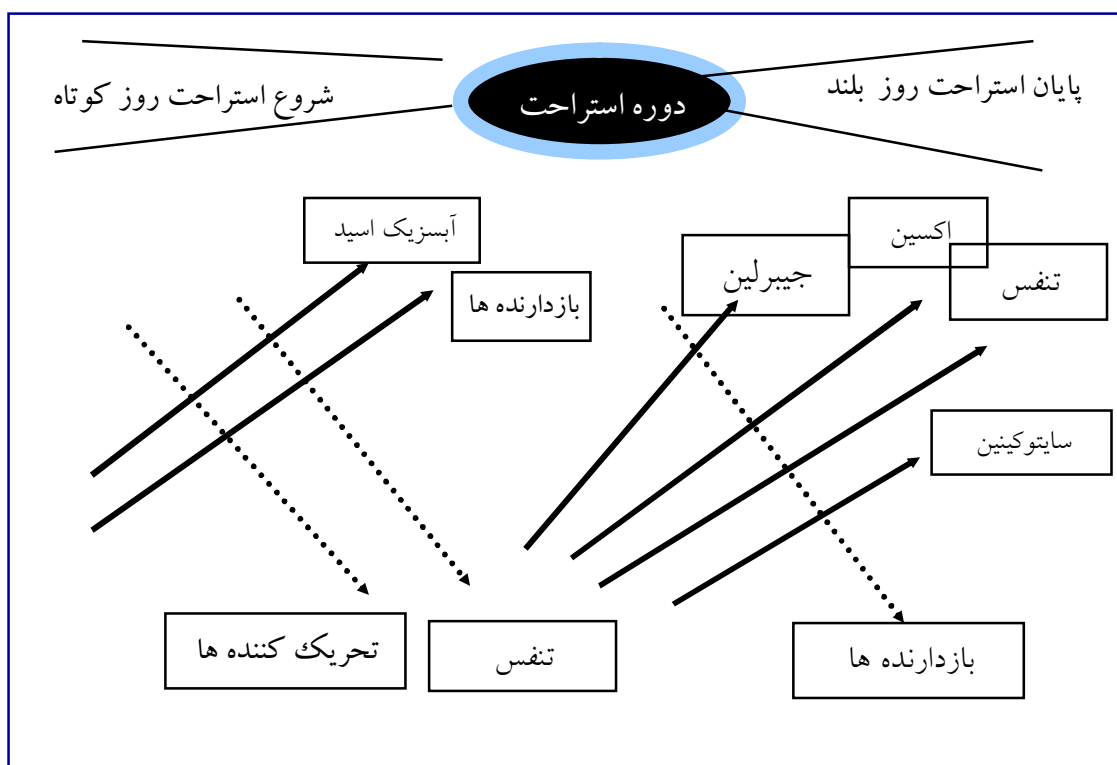 پایان استراحت روز بلند
دوره استراحت
شروع استراحت روز کوتاه
اکسین
جیبرلین
تنفس
سایتوکینین
آبسزیک اسید
بازدارنده ها
بازدارنده ها
تنفس
تحریک کننده ها